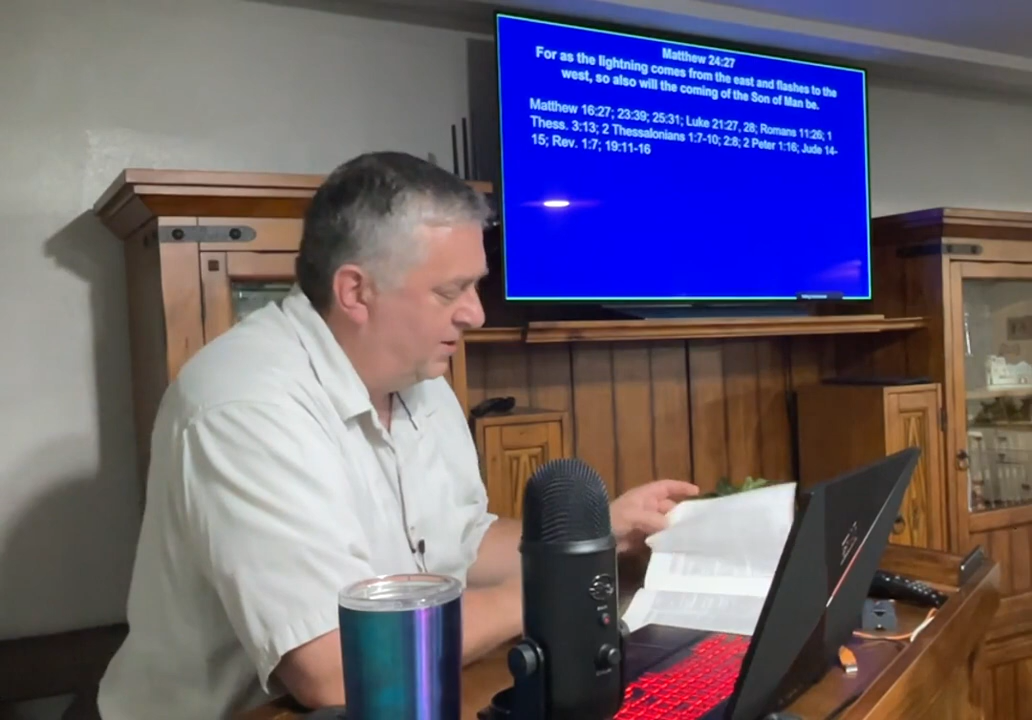 Matthew 24:27
For as the lightning comes from the east and flashes to the
west, so also will the coming of the Son of Man be.
Matthew 16:27; 23:39; 25:31; Luke 21:27, 28; Romans 11:26; 1
Thess. 3:13; 2 Thessalonians 1:7-10; 2:8; 2 Peter 1:16; Jude 14-
15; Rev. 1:7; 19:11-16